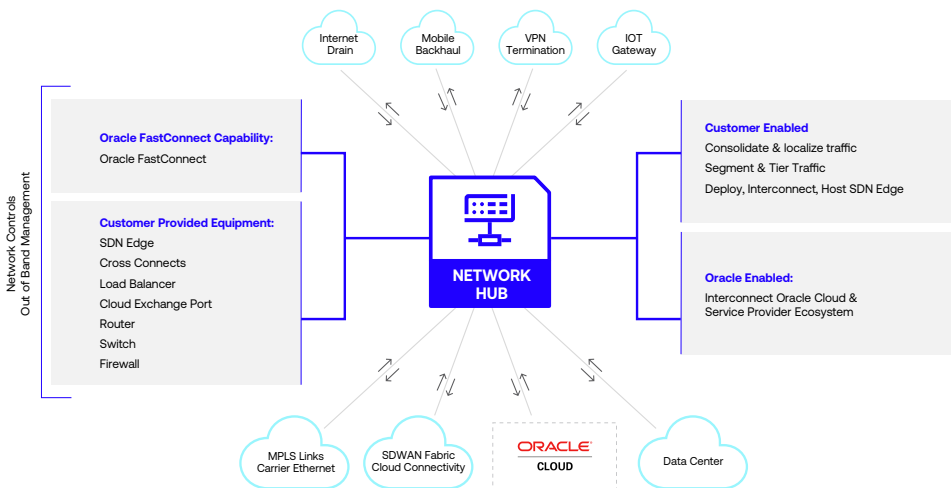 Internet
Drain
Mobile
Backhaul
VPN
Termination
IOT
Gateway
Network Controls
Out of Band Management
Oracle FastConnect Capability:
Oracle FastConnect
Customer Provided Equipment:
SDN Edge
Cross Connects
Load Balancer
Cloud Exchange Port
Router
Switch
Firewall
NETWORK
HUB
Customer Enabled
Consolidate & localize traffic
Segment & Tier Traffic
Deploy, Interconnect, Host SDN Edge
Oracle Enabled:
Interconnect Oracle Cloud &
Service Provider Ecosystem
MPLS Links
Carrier Ethernet
SDWAN Fabric
Cloud Connectivity
ORACLE
CLOUD
Data Center